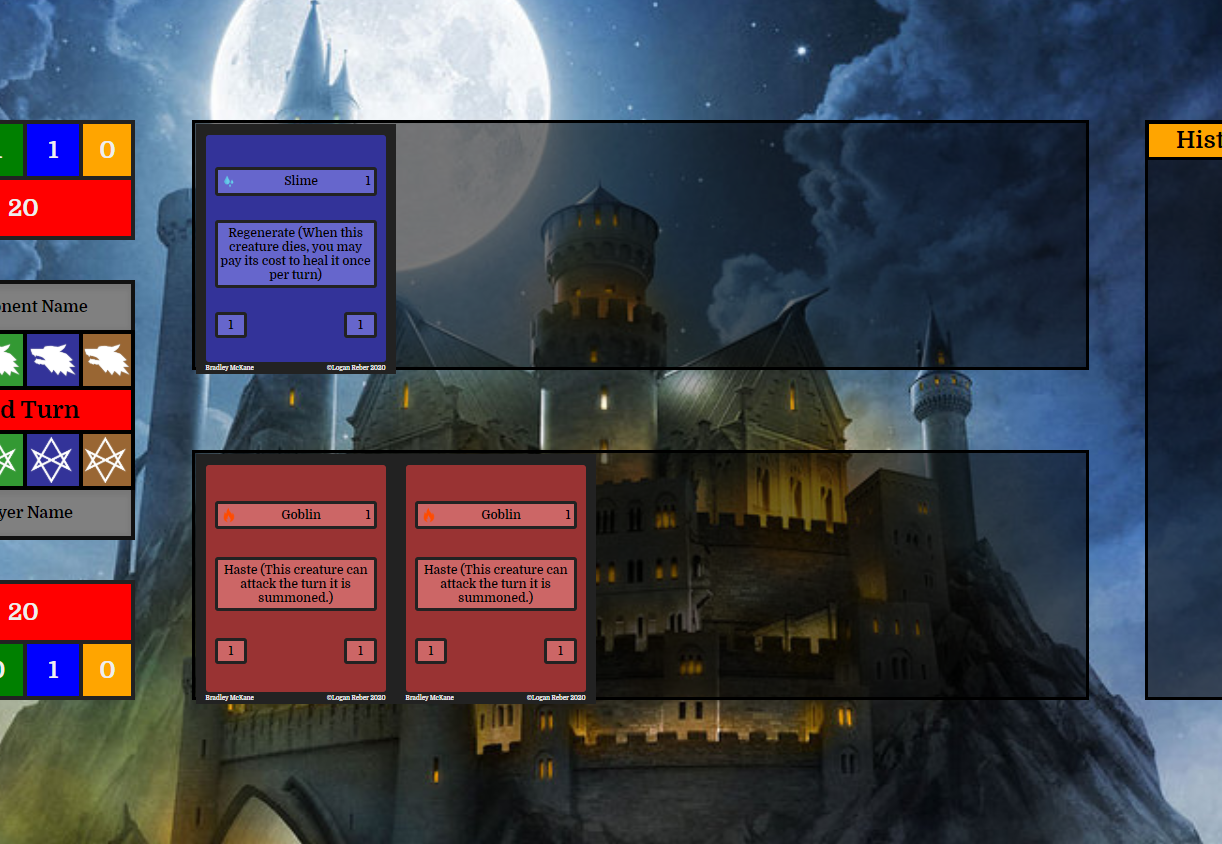 1 0
20
Name
d Turn
Name
20
1 0
Slime 1
Regenerate (When this
creature dies, you may
pay its cost to heal it once
per turn)
1 1
Bradley McKane ©Logan Reber 2020
Goblin 1
Haste (This creature can
attack the turn it is
summoned.)
1 1
Bradley McKane ©Logan Reber 2020
Goblin 1
Haste (This creature can
attack the turn it is
summoned.)
1 1
Bradley McKane ©Logan Reber 2020
Hist